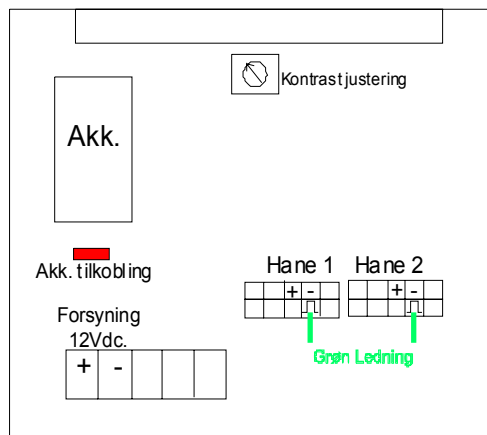 Kontrast justering
Akk.
Akk. tilkobling
Hane 1 Hane 2
+ - + -
Grøn Ledning
Forsyning
12Vdc.
+ -